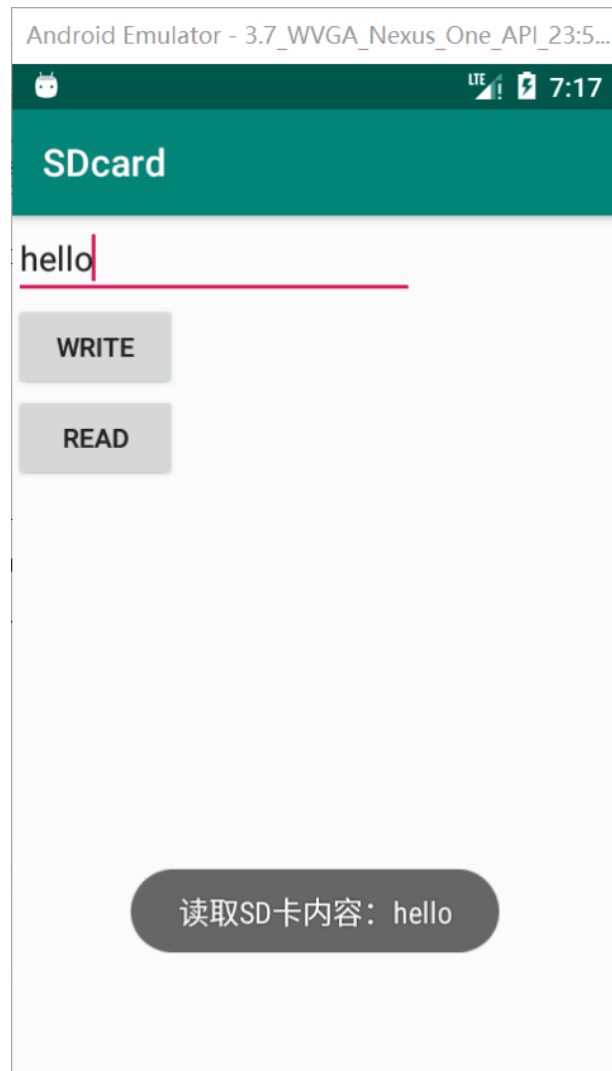 Android Emulator - 3.7_WVGA_Nexus_One_API_23:5...
LTE 7:17
SDcard
hello
WRITE
READ
读取SD卡内容：hello